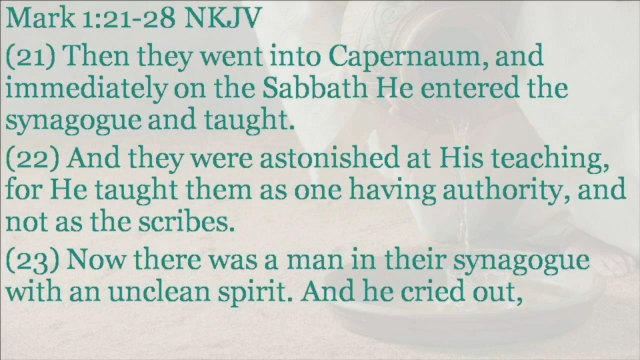 Mark 1:21-28 NKJV
(21) Then they went into Capernaum, and
immediately on the Sabbath He entered the
synagogue and taught.
(22) And they were astonished at His teaching,
for He taught them as one having authority, and
not as the scribes.
(23) Now there was a man in their synagogue
with an unclean spirit. And he cried out,